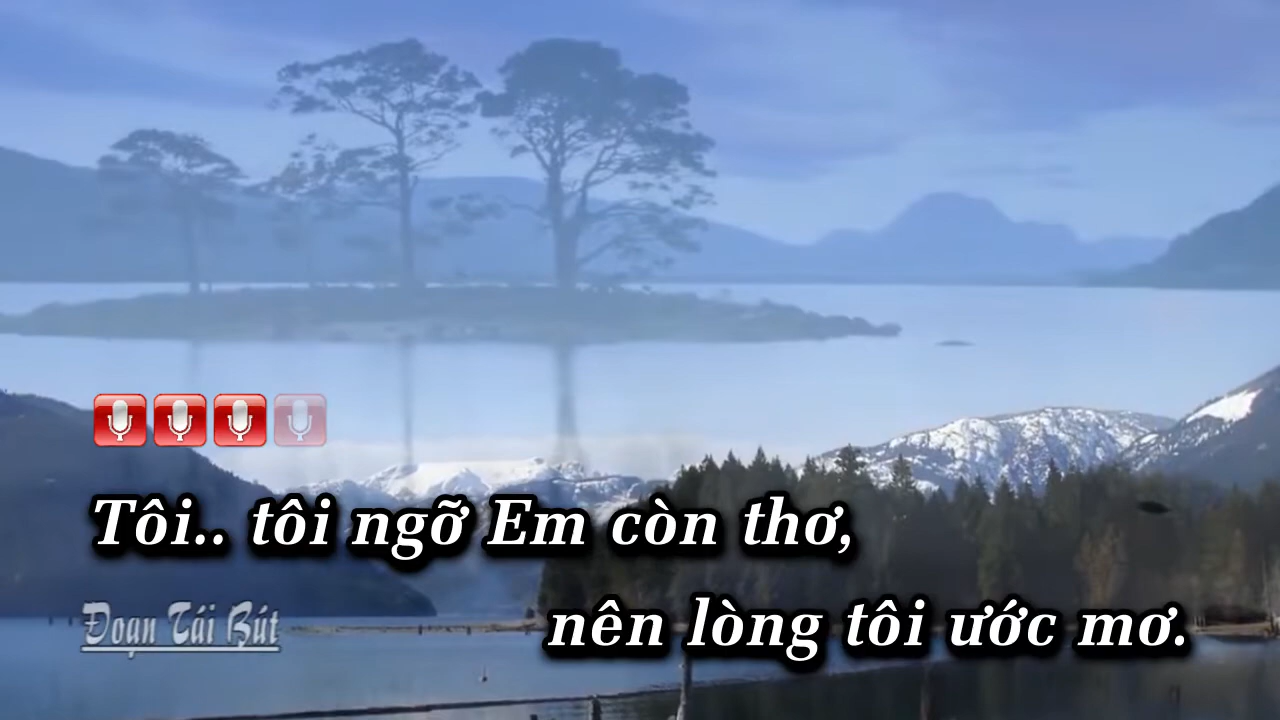 Tôi.. tôi ngỡ Em còn thơ,
nên lòng tôi ước mơ.
Đoạn Tái Bút